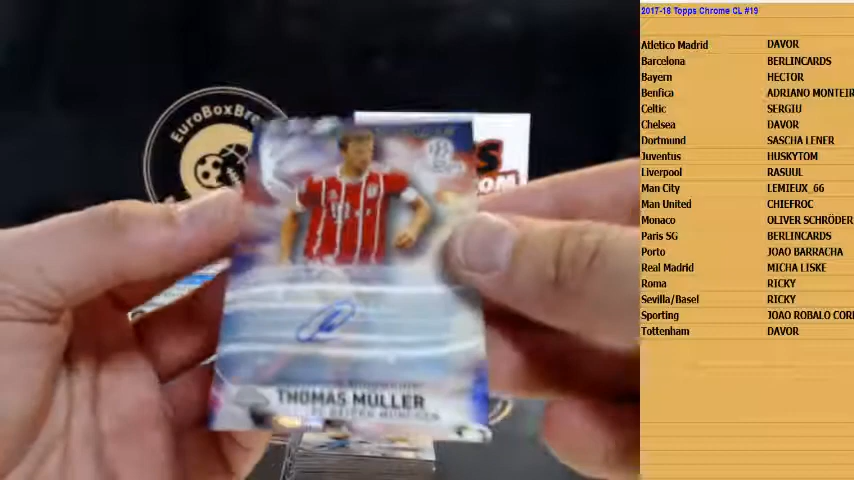 2017-18 Topps Chrome CL #19
Atletico Madrid DAVOR
Barcelona BERLINCARDS
Bayern HECTOR
Benfica ADRIANO MONTEIR
Celtic SERGIU
Chelsea DAVOR
Dortmund SASCHA LENER
Juventus HUSKYTOM
Liverpool RASUUL
Man City LEMIEUX_66
Man United CHIEFROC
Monaco OLIVER SCHRÖDER
Paris SG BERLINCARDS
Porto JOAO BARRACHA
Real Madrid MICHA LISKE
Roma RICKY
Sevilla/Basel RICKY
Sporting JOAO ROBALO COR
Tottenham DAVOR
EuroBoxBre
THOMAS MULLER
FC BAYERN MÜNCHEN